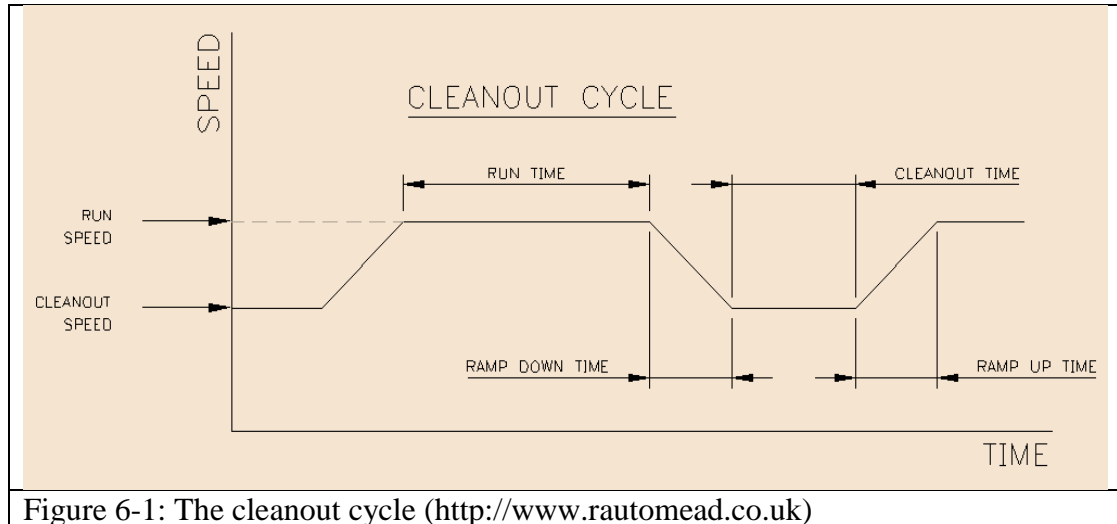 SPEED
CLEANOUT CYCLE
RUN TIME
CLEANOUT TIME
RUN
SPEED
CLEANOUT
SPEED
RAMP DOWN TIME
RAMP UP TIME
TIME
Figure 6-1: The cleanout cycle (http://www.rautomead.co.uk)